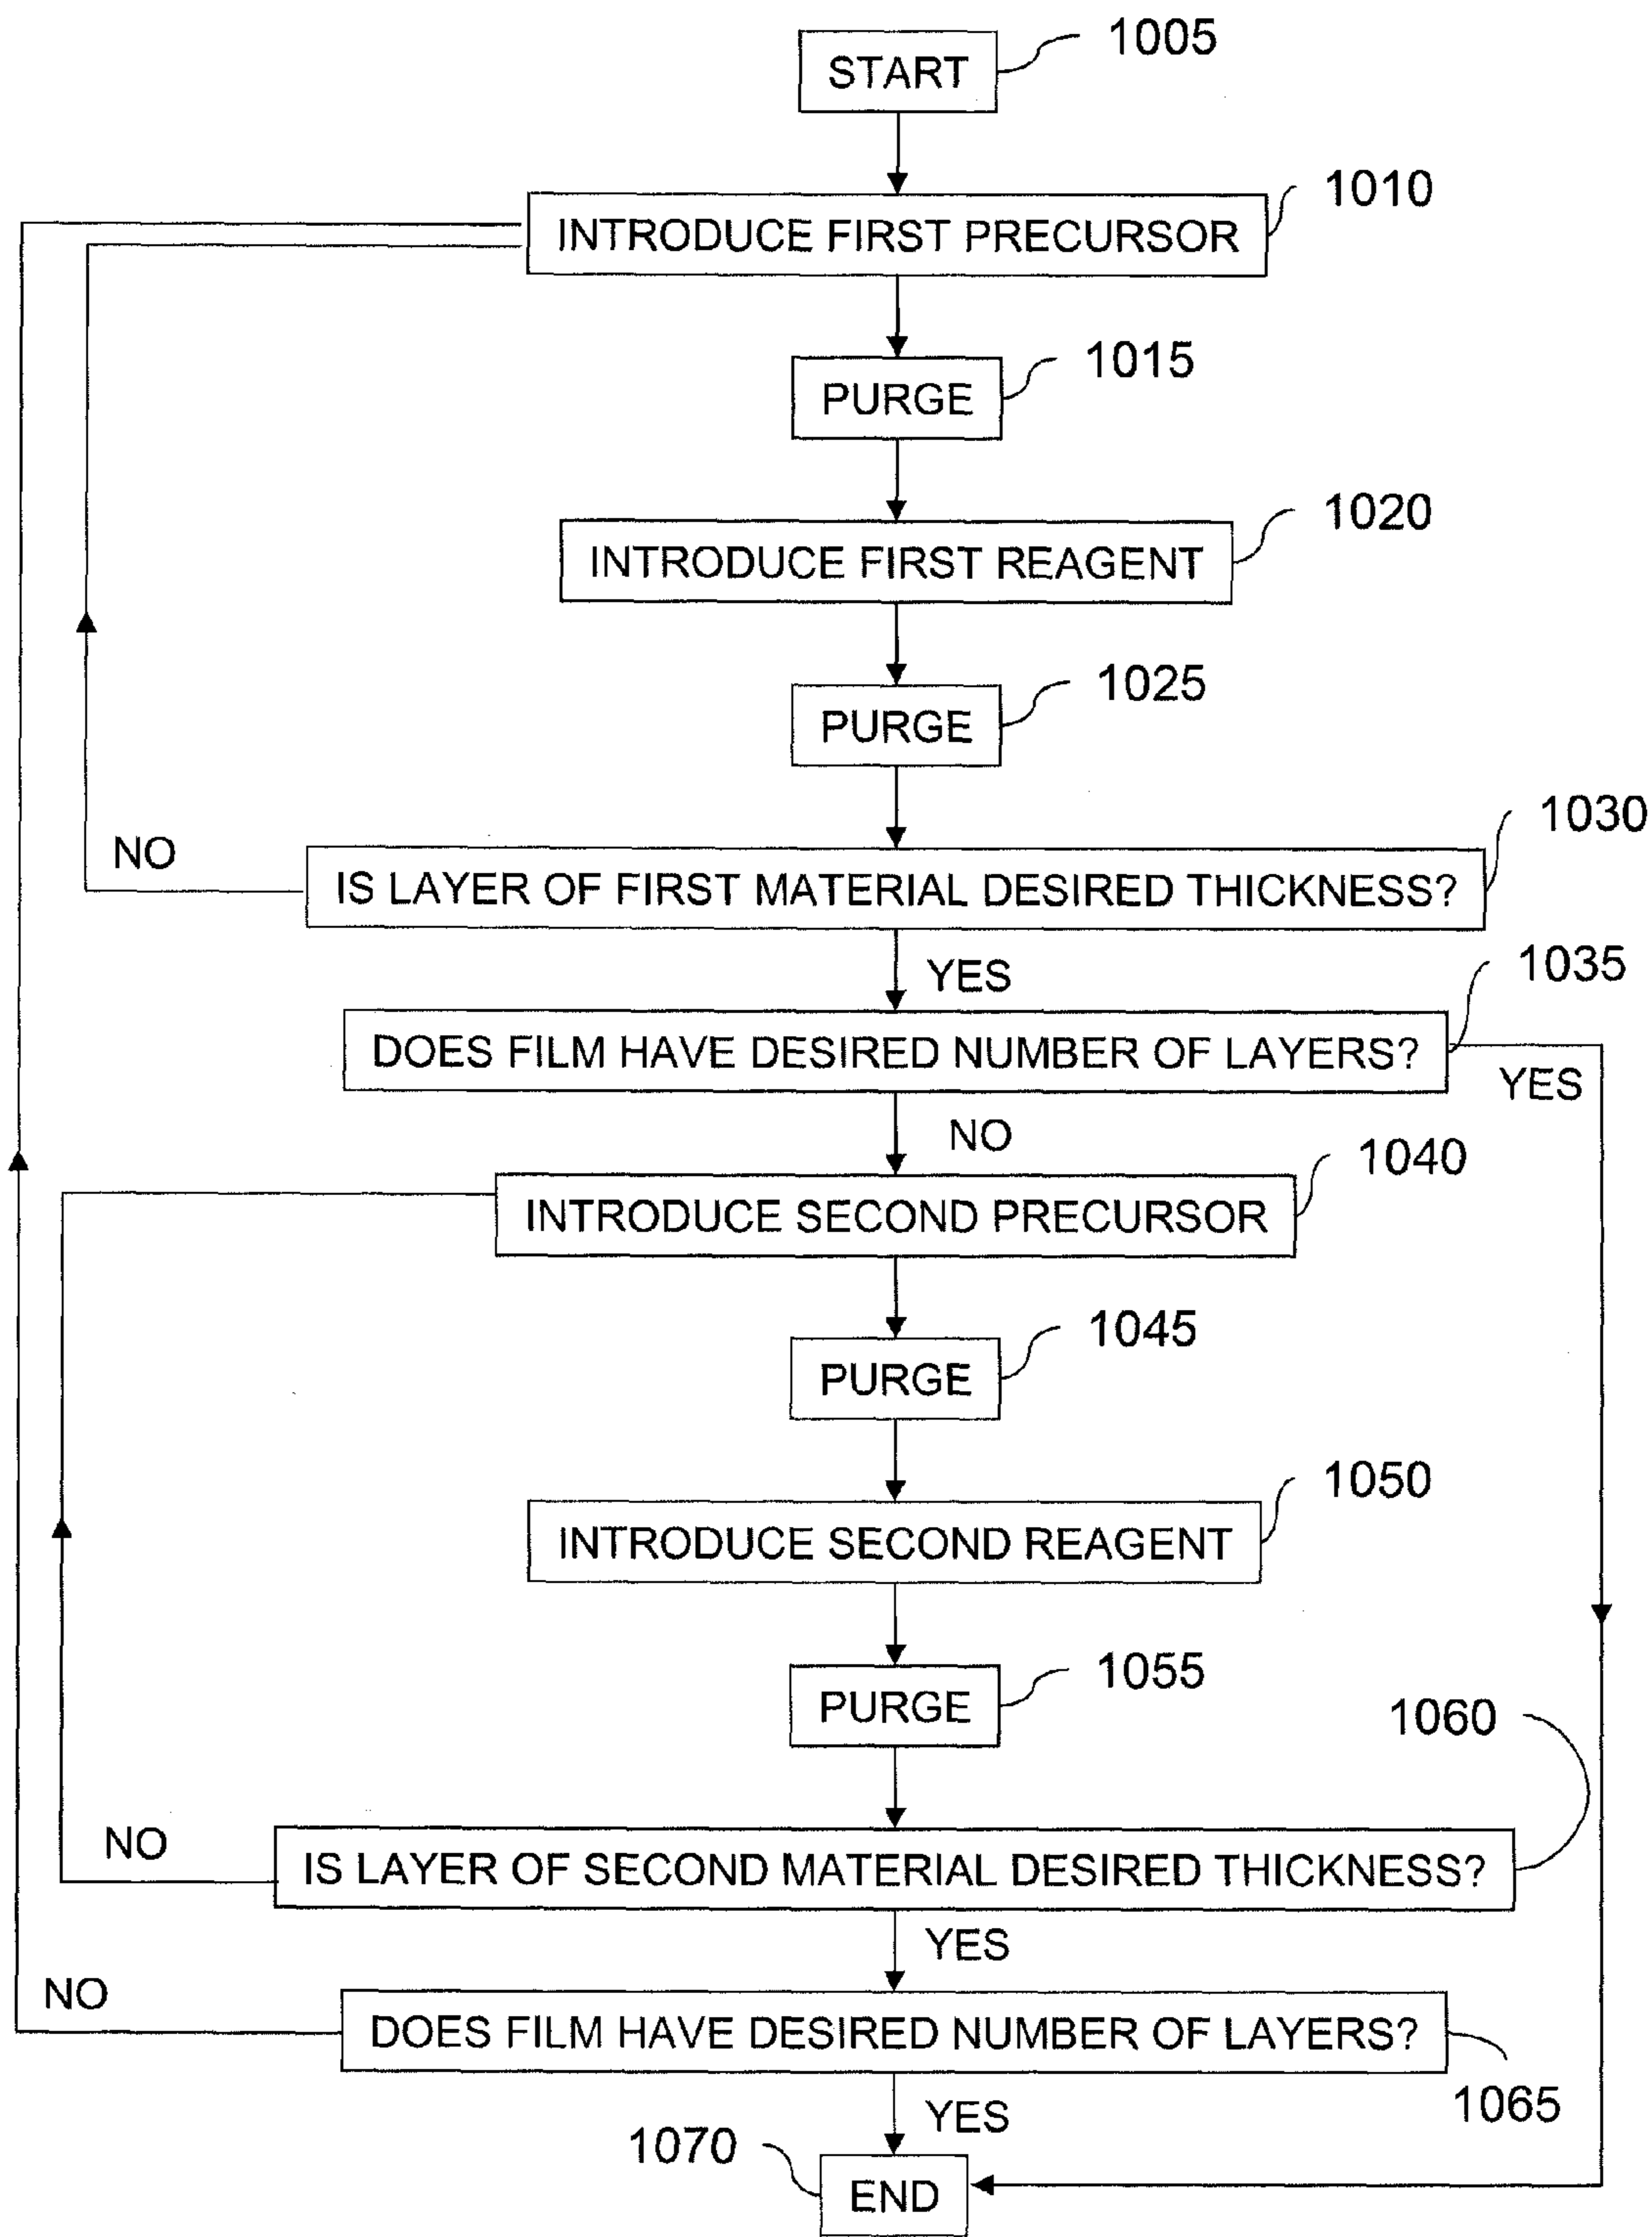 1005
START
1010
INTRODUCE FIRST PRECURSOR
1015
PURGE
1020
INTRODUCE FIRST REAGENT
1025
PURGE
1030
NO
IS LAYER OF FIRST MATERIAL DESIRED THICKNESS?
YES
1035
DOES FILM HAVE DESIRED NUMBER OF LAYERS?
YES
NO
1040
INTRODUCE SECOND PRECURSOR
1045
PURGE
1050
INTRODUCE SECOND REAGENT
1055
PURGE
1060
NO
IS LAYER OF SECOND MATERIAL DESIRED THICKNESS?
YES
NO
DOES FILM HAVE DESIRED NUMBER OF LAYERS?
1065
YES
1070
END